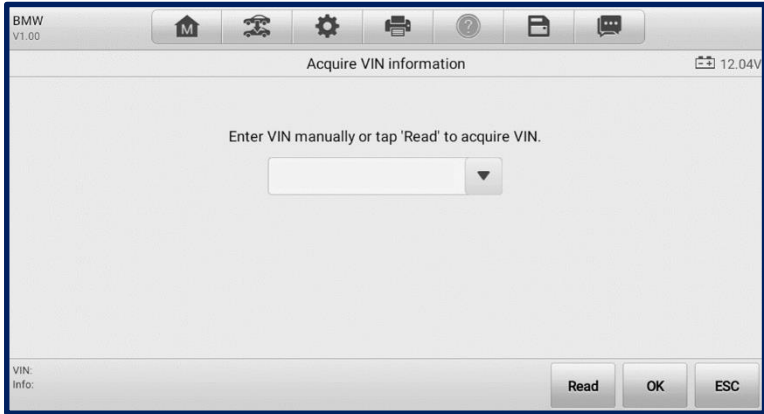 BMW
V1.00
M
?
Acquire VIN information
12.04V
Enter VIN manually or tap 'Read' to acquire VIN.
VIN:
Info:
Read
OK
ESC